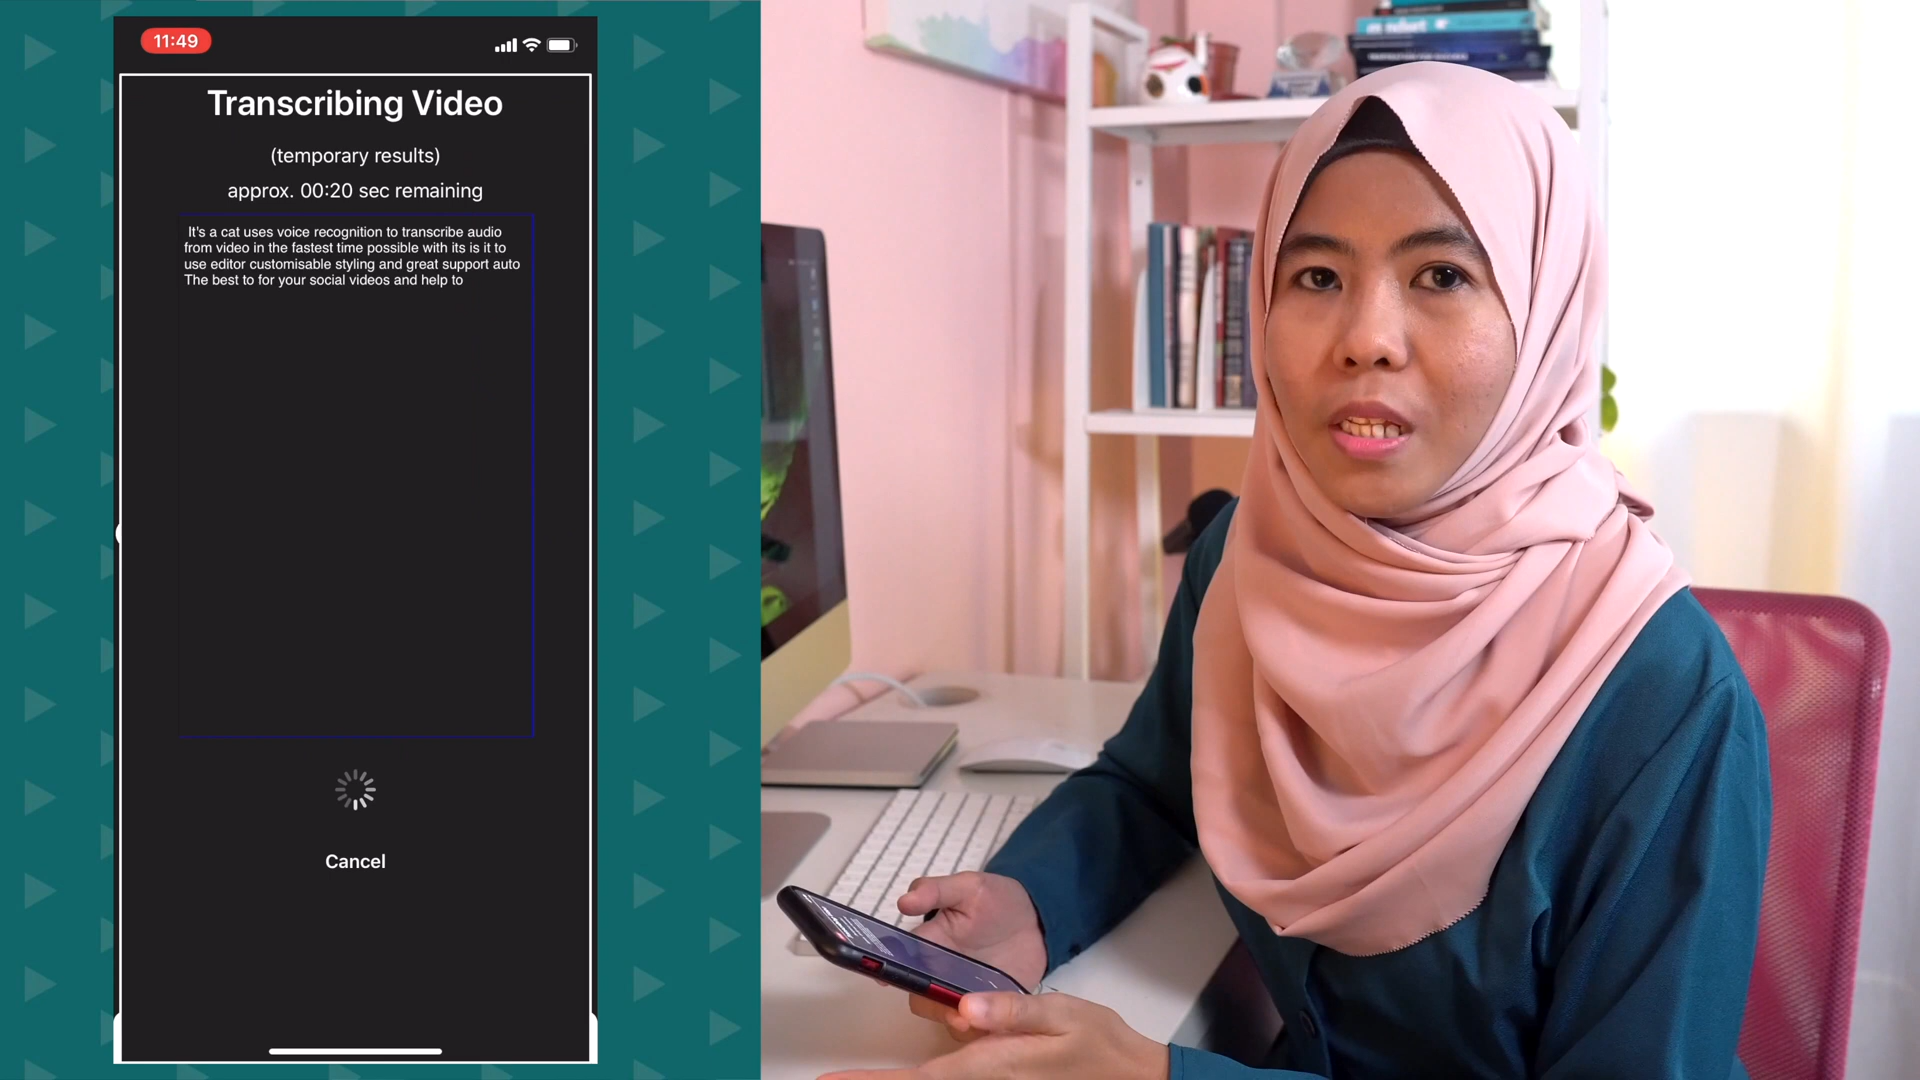 11:49
Transcribing Video
(temporary results)
approx. 00:20 sec remaining
It's a cat uses voice recognition to transcribe audio
from video in the fastest time possible with its is it to
use editor customisable styling and great support auto
The best to for your social videos and help to
Cancel